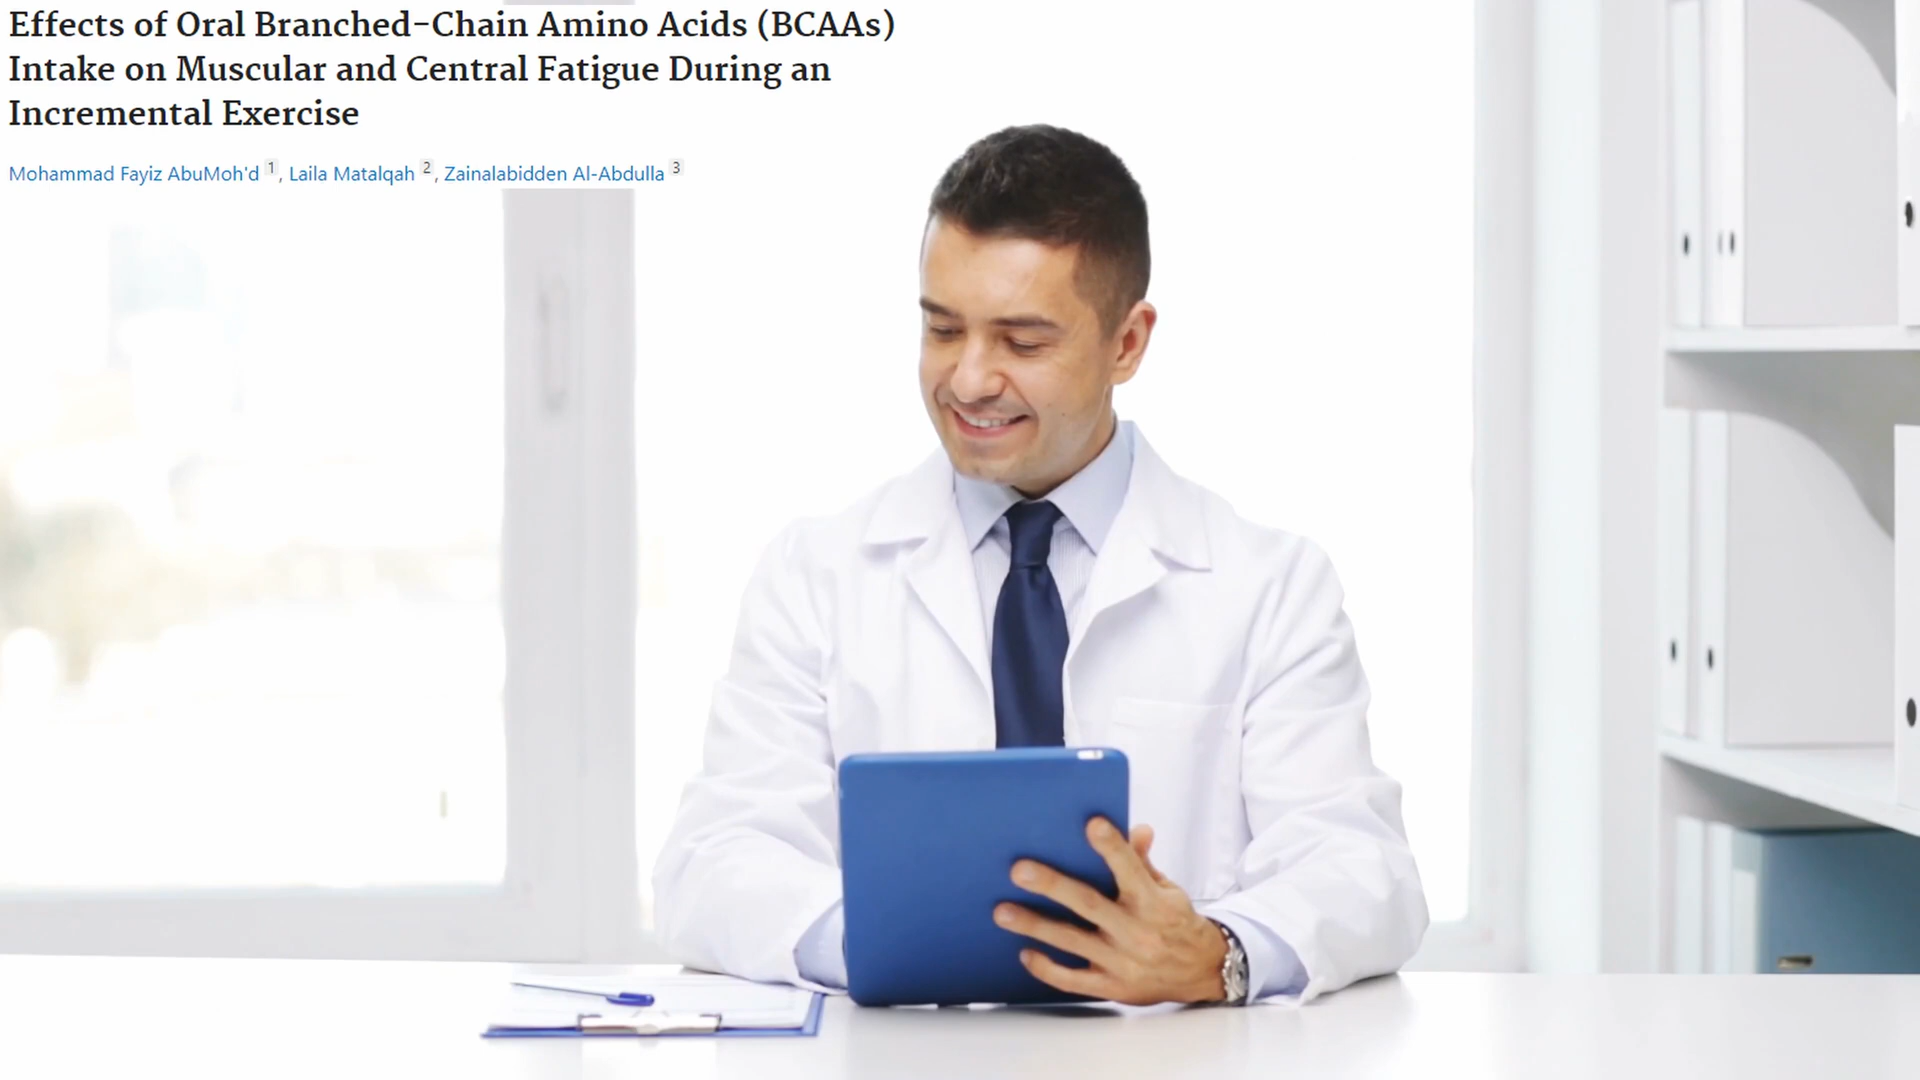 Effects of Oral Branched-Chain Amino Acids (BCAAs)
Intake on Muscular and Central Fatigue During an
Incremental Exercise
Mohammad Fayiz AbuMoh'd 1, Laila Matalqah 2, Zainalabidden Al-Abdulla 3